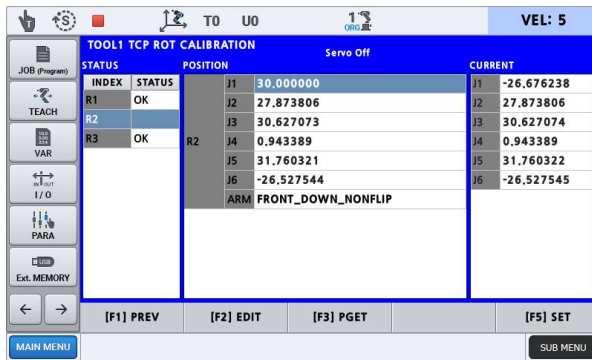 S T0 U0 1 ORG VEL: 5
TOOL1 TCP ROT CALIBRATION Servo Off
STATUS POSITION CURRENT
INDEX STATUS J1 30,000000 J1 -26,676238
R1 OK J2 27,873806 J2 27,873806
R2 J3 30,627073 J3 30,627074
R3 OK R2 J4 0,943389 J4 0,943389
J5 31,760321 J5 31,760322
J6 -26,527544 J6 -26,527545
ARM FRONT_DOWN_NONFLIP
JOB (Program)
TEACH
VAR
IN OUT
I/O
PARA
USB
Ext. MEMORY
[F1] PREV [F2] EDIT [F3] PGET [F5] SET
MAIN MENU SUB MENU